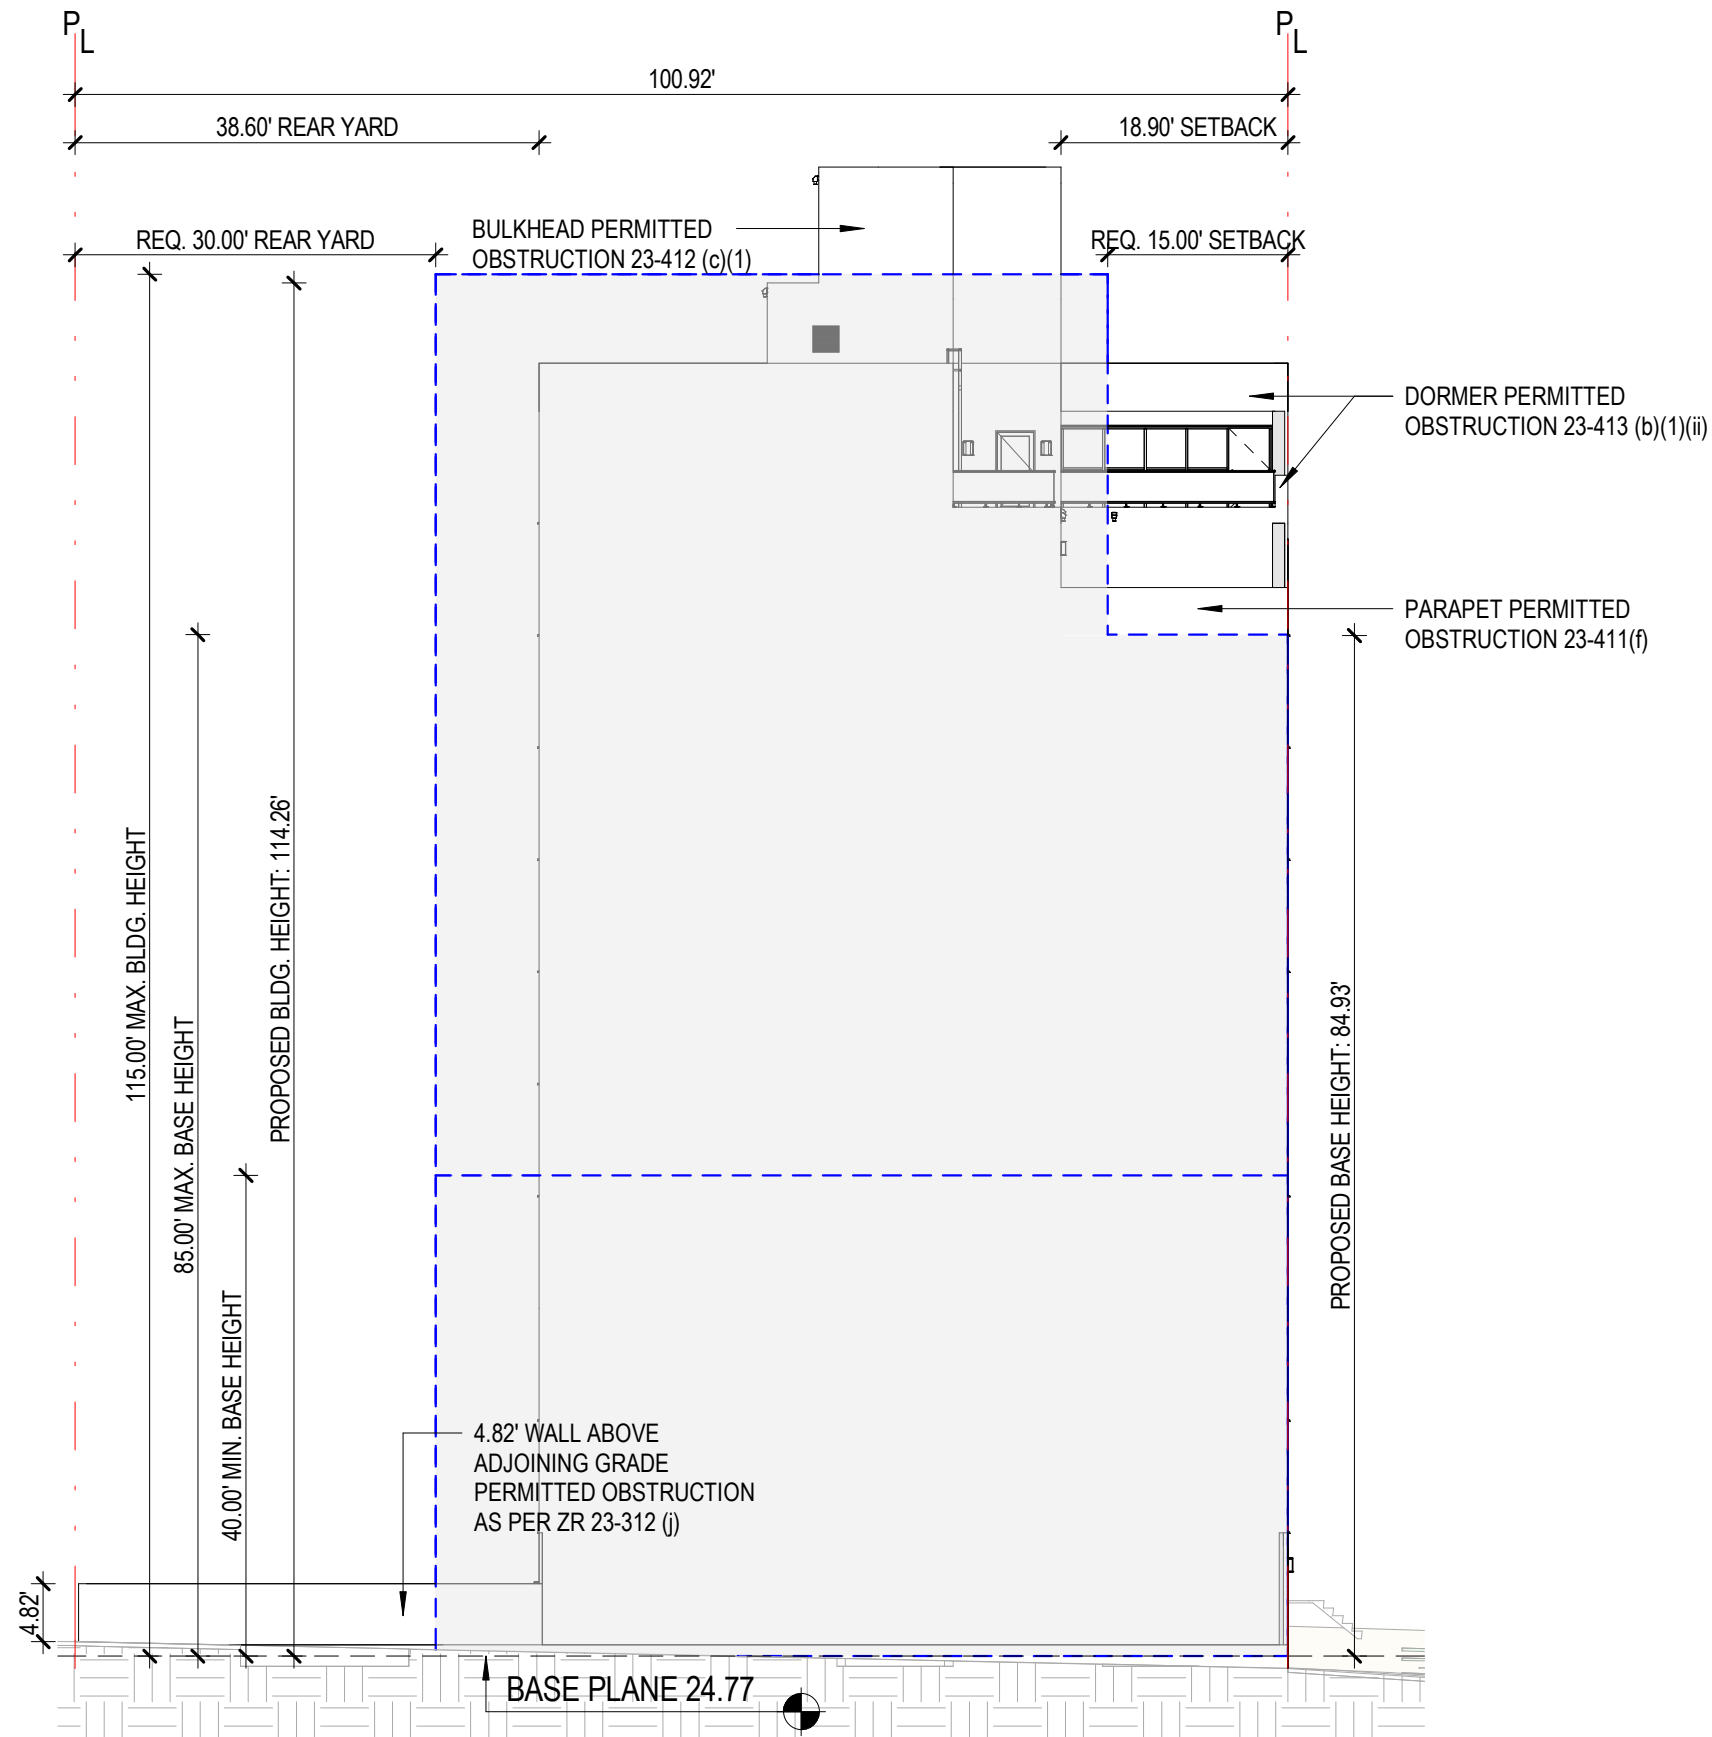 PL
PL
100.92'
38.60' REAR YARD
18.90' SETBACK
BULKHEAD PERMITTED
OBSTRUCTION 23-412 (c)(1)
REQ. 30.00' REAR YARD
REQ. 15.00' SETBACK
DORMER PERMITTED
OBSTRUCTION 23-413 (b)(1)(ii)
PARAPET PERMITTED
OBSTRUCTION 23-411(f)
115.00' MAX. BLDG. HEIGHT
85.00' MAX. BASE HEIGHT
40.00' MIN. BASE HEIGHT
PROPOSED BLDG. HEIGHT: 114.26'
PROPOSED BASE HEIGHT: 84.93'
4.82' WALL ABOVE
ADJOINING GRADE
PERMITTED OBSTRUCTION
AS PER ZR 23-312 (j)
4.82'
BASE PLANE 24.77